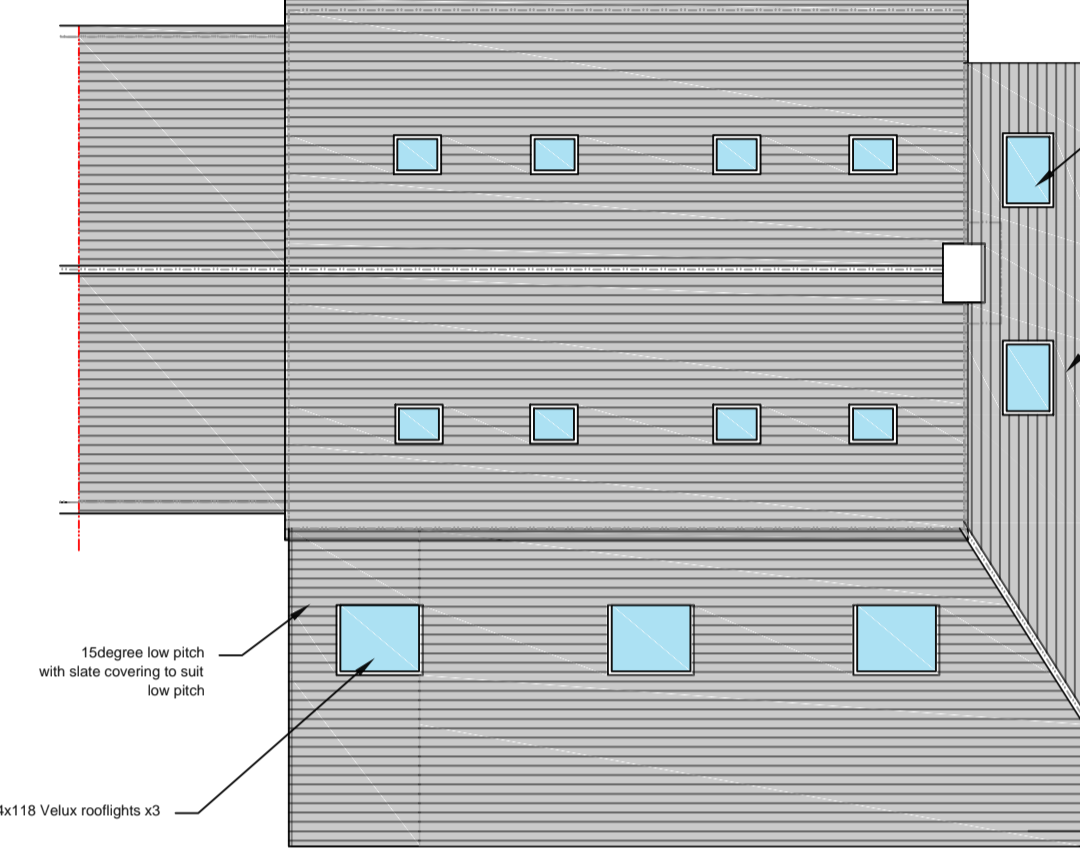 15degree low pitch
with slate covering to suit
low pitch
4x118 Velux rooflights x3